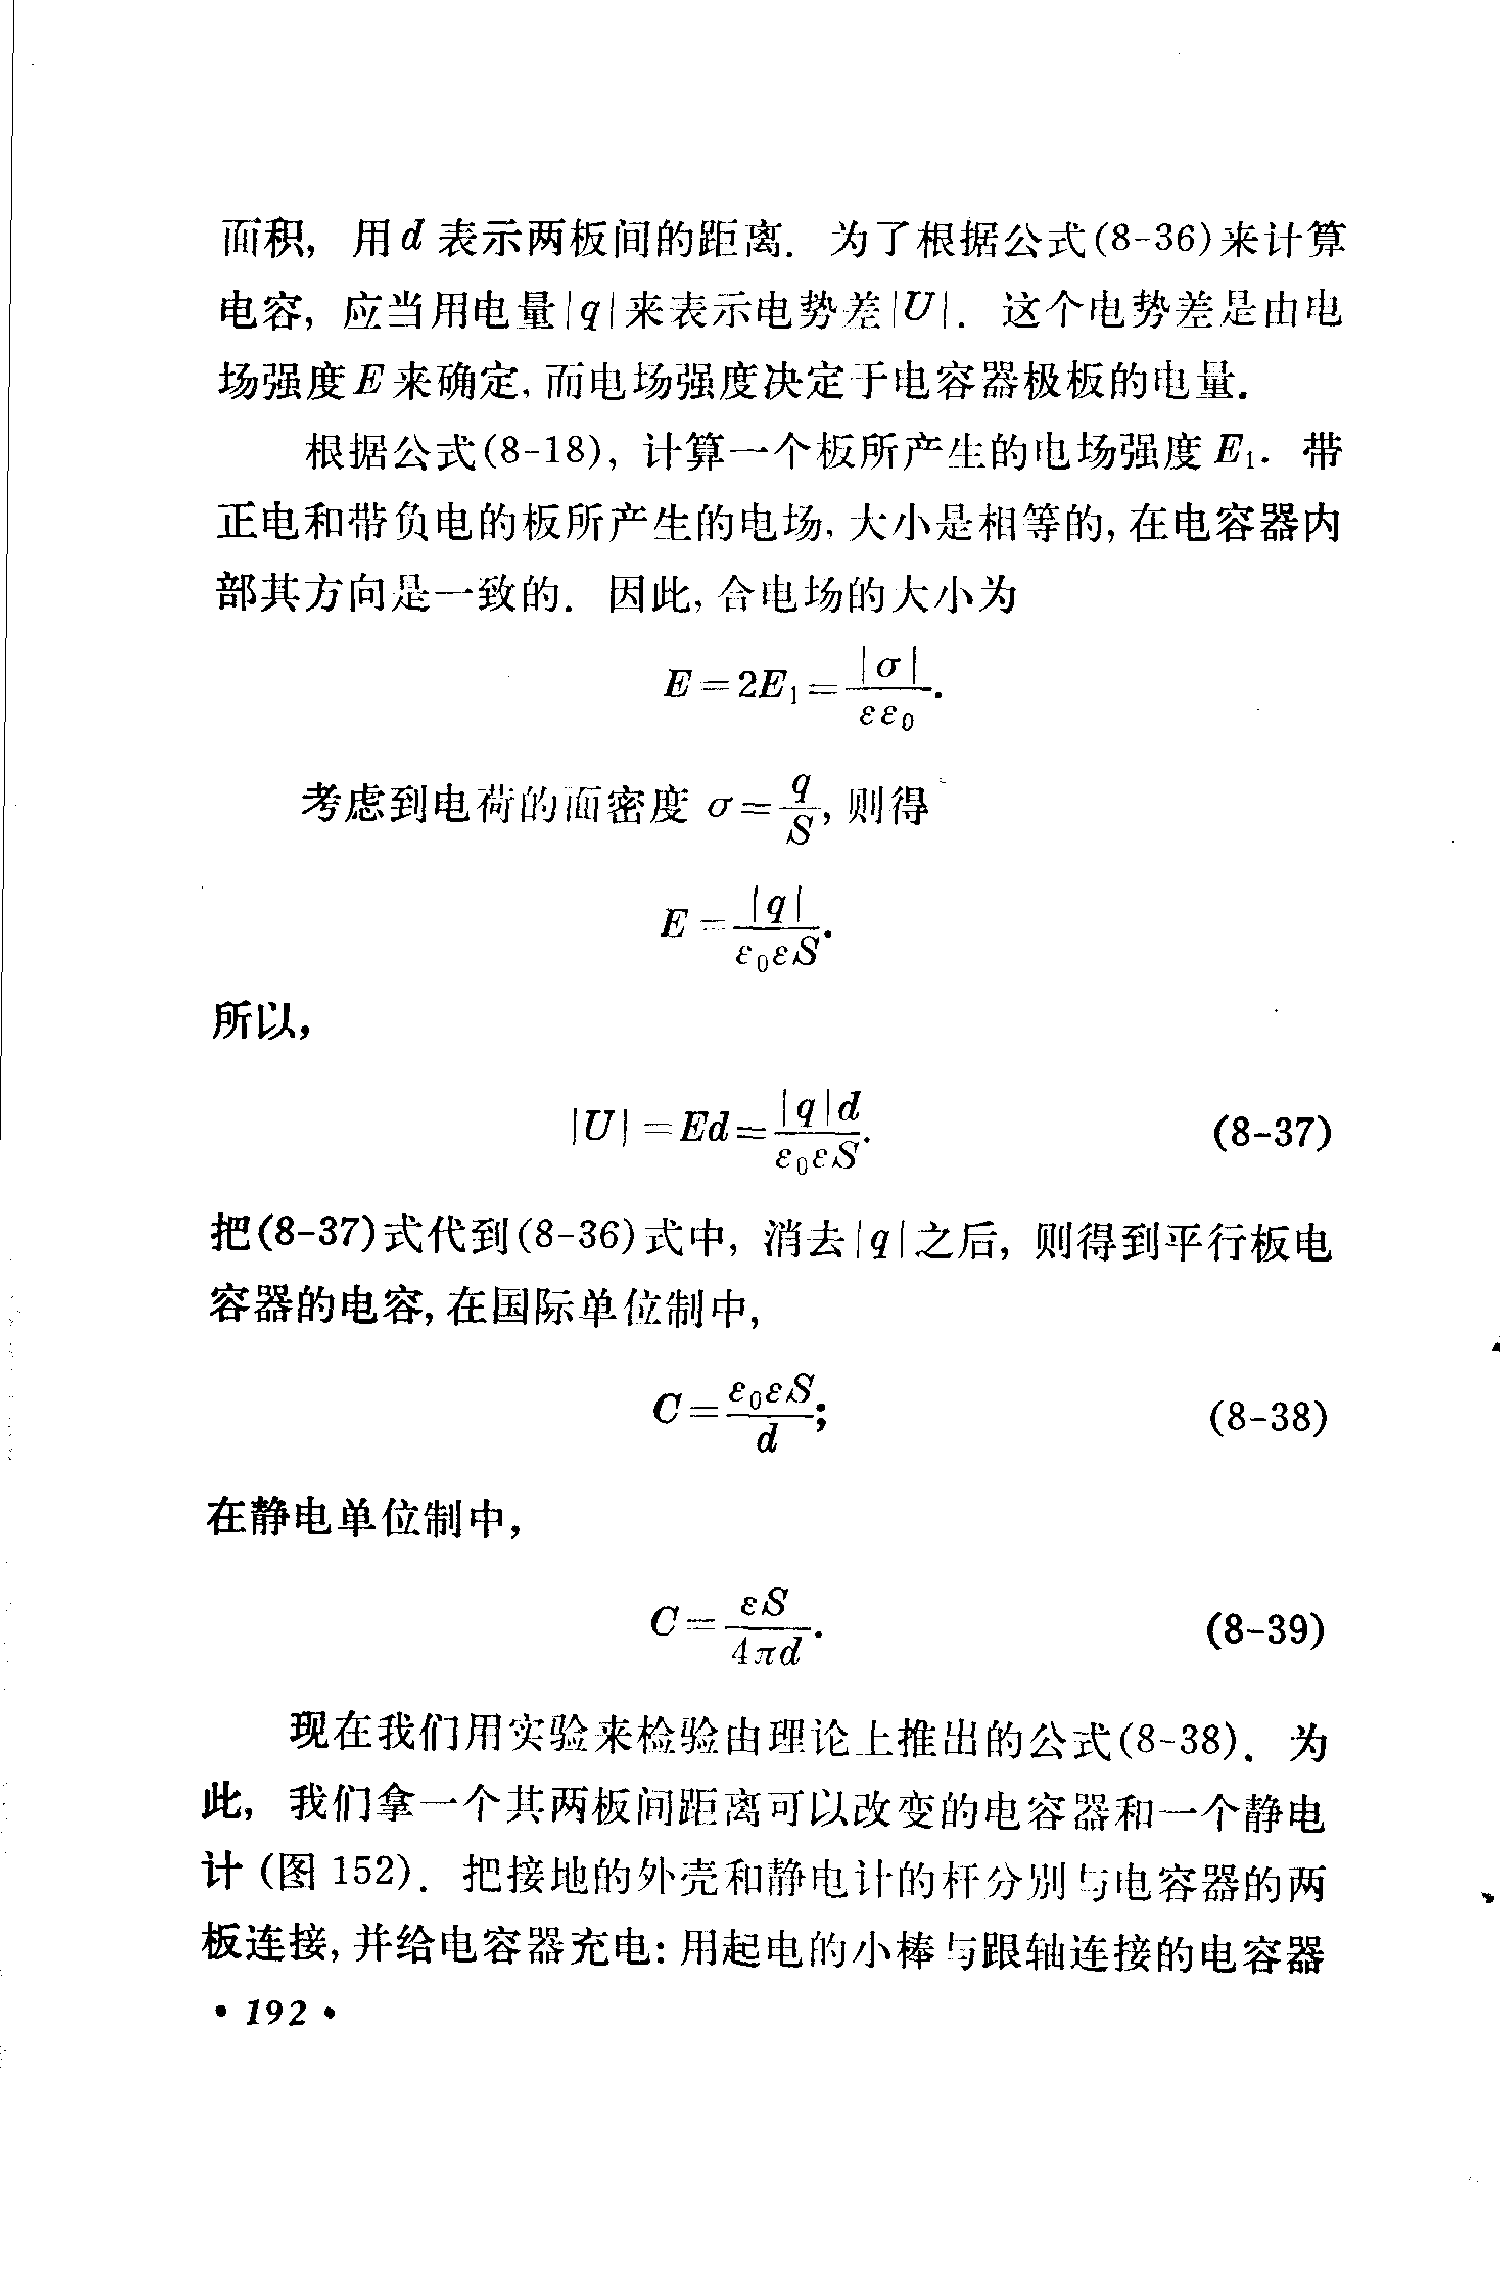 面积, 用 d 表示两板间的距离. 为了根据公式(8-36)来计算
电容, 应当用电量|q|来表示电势差|U|. 这个电势差是由电
场强度 E 来确定, 而电场强度决定于电容器极板的电量.
根据公式(8-18), 计算一个板所产生的电场强度 E₁. 带
正电和带负电的板所产生的电场, 大小是相等的, 在电容器内
部其方向是一致的. 因此, 合电场的大小为
E=2E₁=|σ|/εε₀.
考虑到电荷的面密度 σ=q/S, 则得
E=|q|/ε₀εS.
所以,
|U|=Ed=|q|d/ε₀εS. (8-37)
把(8-37)式代到(8-36)式中, 消去|q|之后, 则得到平行板电
容器的电容, 在国际单位制中,
C=ε₀εS/d; (8-38)
在静电单位制中,
C=εS/4πd. (8-39)
现在我们用实验来检验由理论上推出的公式(8-38). 为
此, 我们拿一个其两板间距离可以改变的电容器和一个静电
计 (图 152). 把接地的外壳和静电计的杆分别与电容器的两
板连接, 并给电容器充电: 用起电的小棒与跟轴连接的电容器
• 192 •